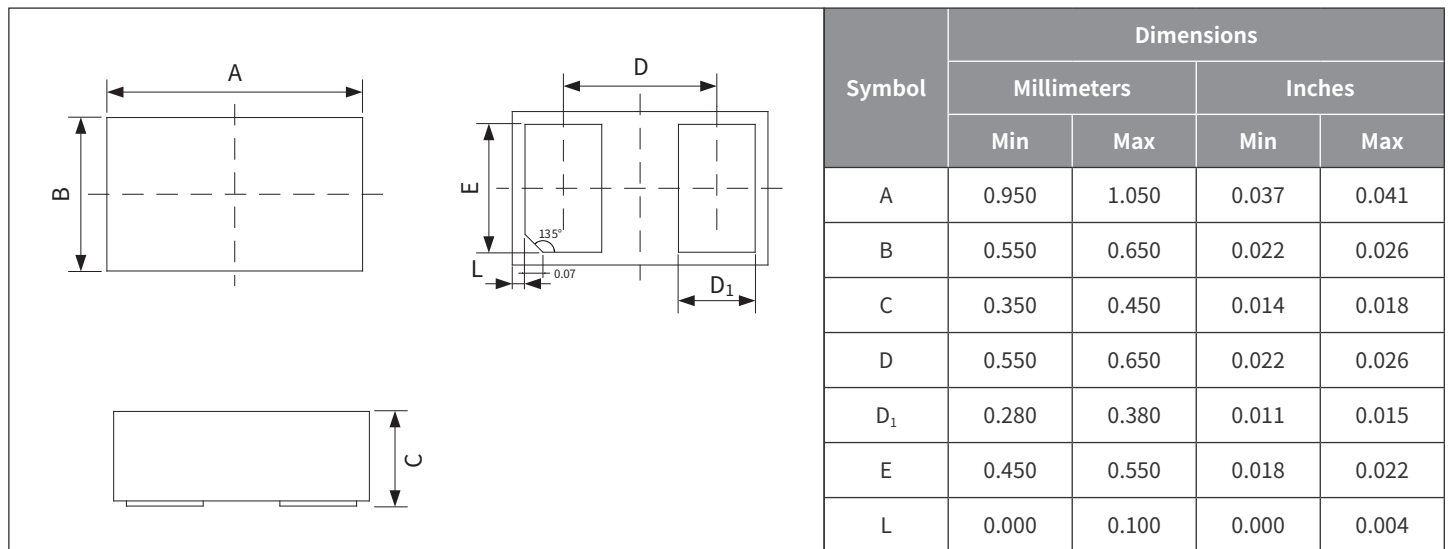 A
B
D
E
135°
L
0.07
D₁
C
Symbol Dimensions
Millimeters Inches
Min Max Min Max
A 0.950 1.050 0.037 0.041
B 0.550 0.650 0.022 0.026
C 0.350 0.450 0.014 0.018
D 0.550 0.650 0.022 0.026
D₁ 0.280 0.380 0.011 0.015
E 0.450 0.550 0.018 0.022
L 0.000 0.100 0.000 0.004